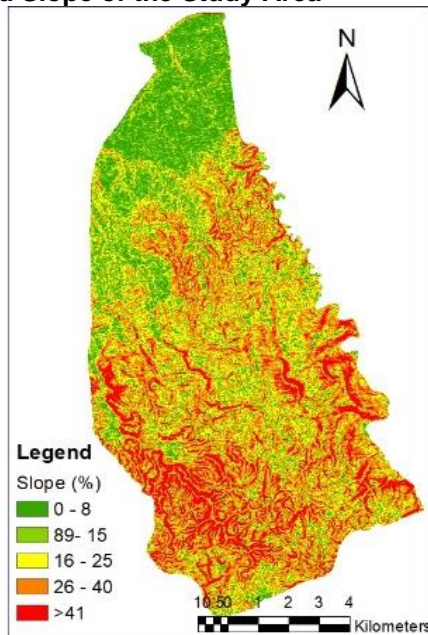 a Slope of the Study Area
N
Legend
Slope (%)
0 - 8
89- 15
16 - 25
26 - 40
>41
10.50 1 2 3 4
Kilometers